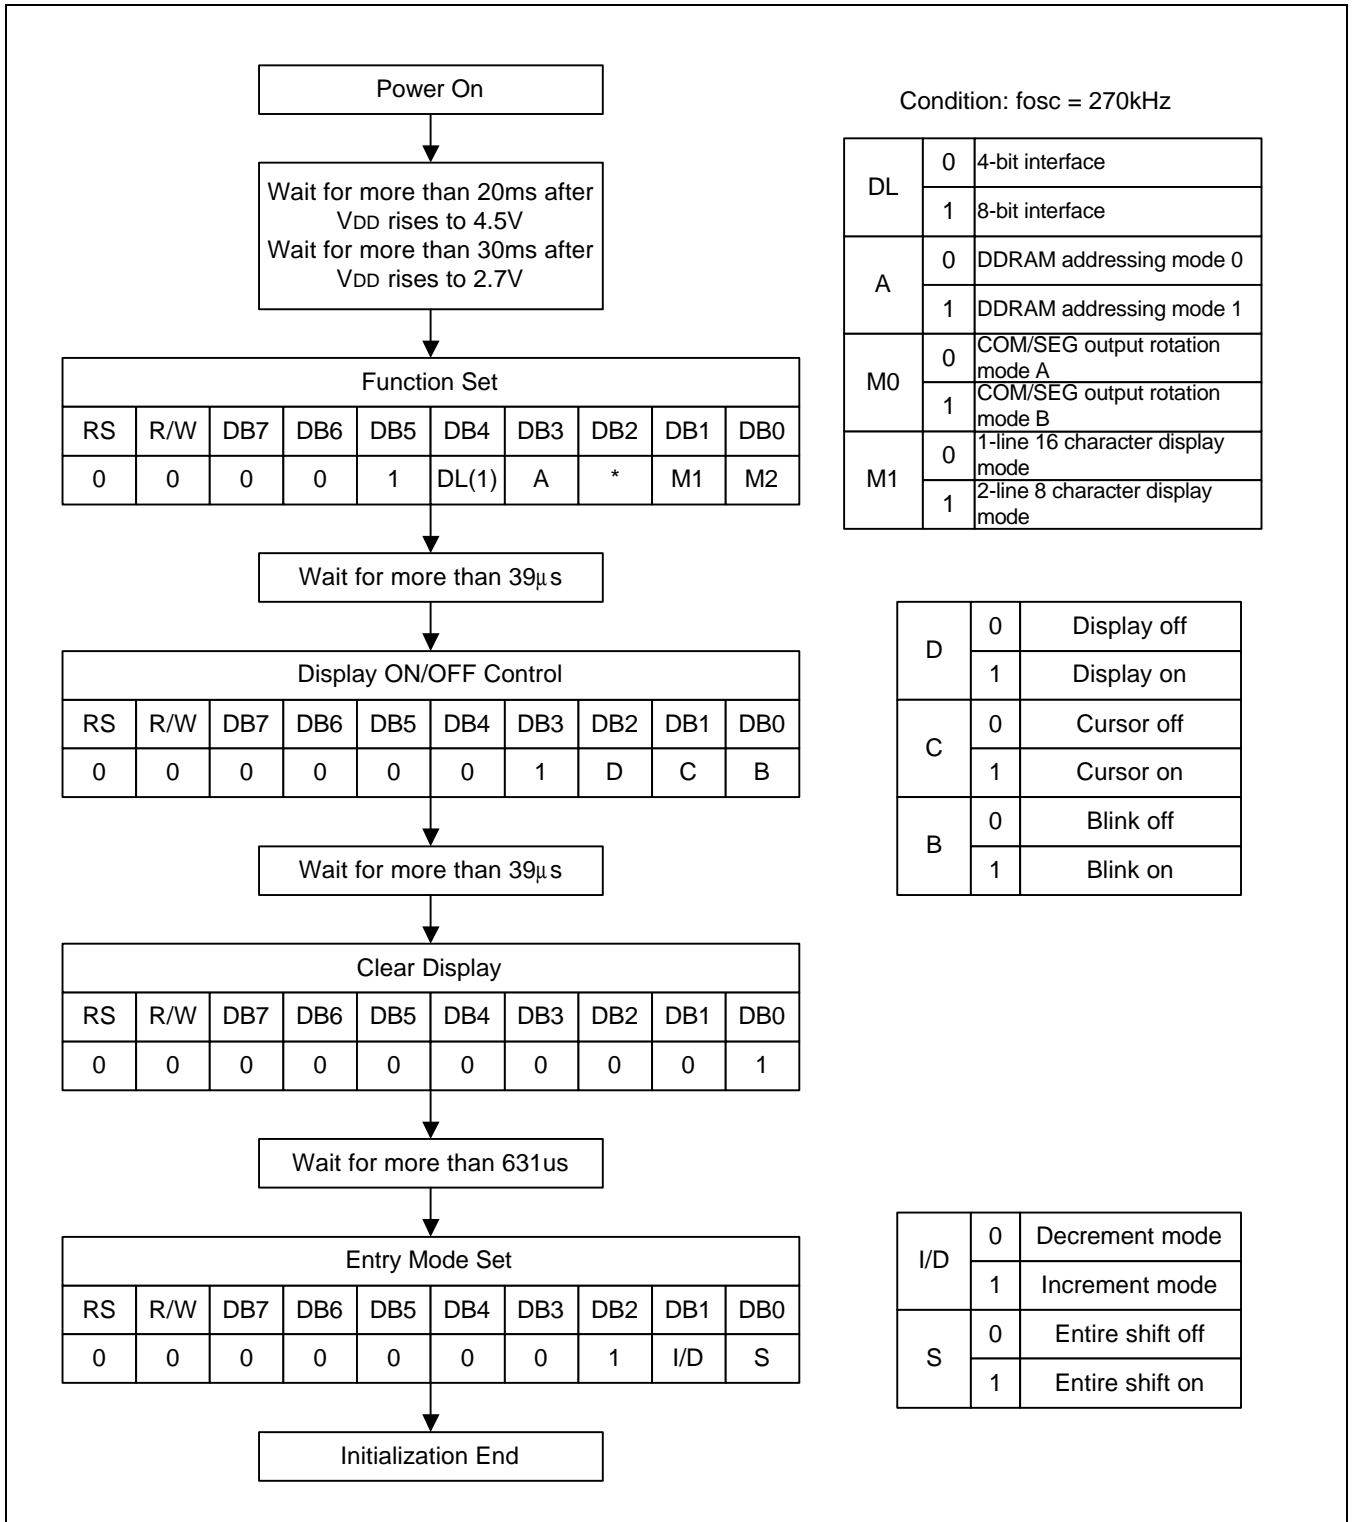 Power On
Wait for more than 20ms after
VDD rises to 4.5V
Wait for more than 30ms after
VDD rises to 2.7V
Function Set
RS R/W DB7 DB6 DB5 DB4 DB3 DB2 DB1 DB0
0 0 0 0 1 DL(1) A * M1 M2
Wait for more than 39μs
Display ON/OFF Control
RS R/W DB7 DB6 DB5 DB4 DB3 DB2 DB1 DB0
0 0 0 0 0 0 1 D C B
Wait for more than 39μs
Clear Display
RS R/W DB7 DB6 DB5 DB4 DB3 DB2 DB1 DB0
0 0 0 0 0 0 0 0 0 1
Wait for more than 631us
Entry Mode Set
RS R/W DB7 DB6 DB5 DB4 DB3 DB2 DB1 DB0
0 0 0 0 0 0 0 1 I/D S
Initialization End
Condition: fosc = 270kHz
DL
0 4-bit interface
1 8-bit interface
A
0 DDRAM addressing mode 0
1 DDRAM addressing mode 1
M0
0 COM/SEG output rotation
mode A
1 COM/SEG output rotation
mode B
M1
0 1-line 16 character display
mode
1 2-line 8 character display
mode
D
0 Display off
1 Display on
C
0 Cursor off
1 Cursor on
B
0 Blink off
1 Blink on
I/D
0 Decrement mode
1 Increment mode
S
0 Entire shift off
1 Entire shift on